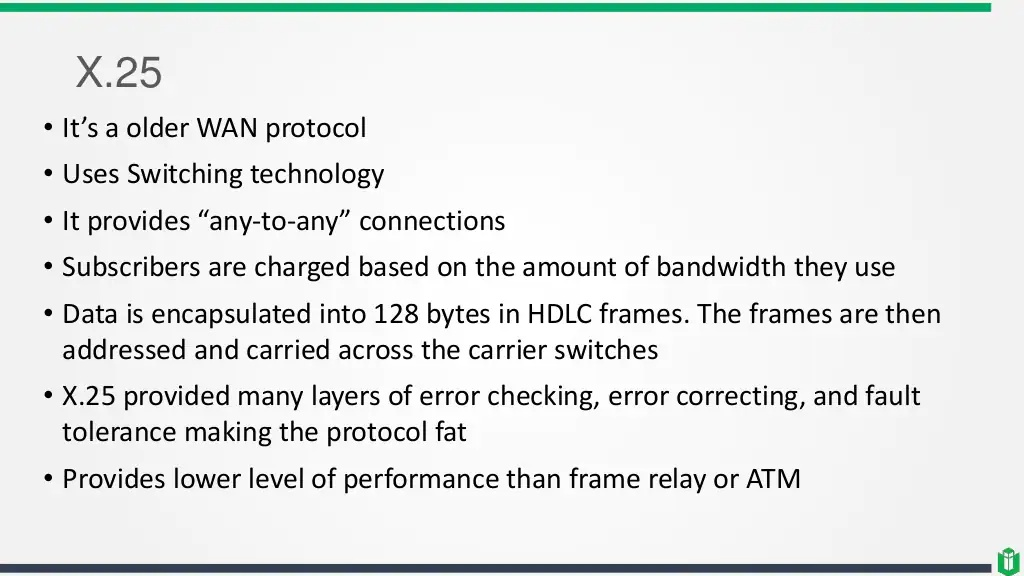 X.25
• It’s a older WAN protocol
• Uses Switching technology
• It provides “any-to-any” connections
• Subscribers are charged based on the amount of bandwidth they use
• Data is encapsulated into 128 bytes in HDLC frames. The frames are then
addressed and carried across the carrier switches
• X.25 provided many layers of error checking, error correcting, and fault
tolerance making the protocol fat
• Provides lower level of performance than frame relay or ATM